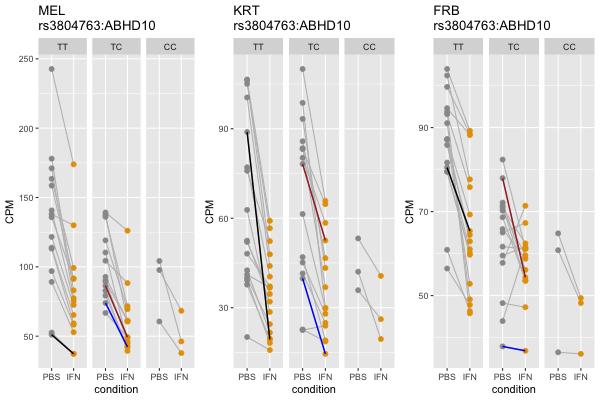 MEL
rs3804763:ABHD10
TT TC CC
250
200
150
100
50
CPM
PBS IFN PBS IFN PBS IFN
condition
KRT
rs3804763:ABHD10
TT TC CC
90
60
30
CPM
PBS IFN PBS IFN PBS IFN
condition
FRB
rs3804763:ABHD10
TT TC CC
90
70
50
CPM
PBS IFN PBS IFN PBS IFN
condition